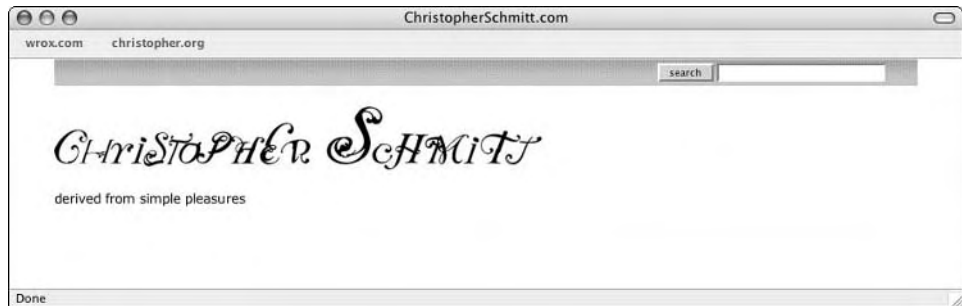 ChristopherSchmitt.com
wrox.com christopher.org
search
CHriSToPHER ScHMiTT
derived from simple pleasures
Done